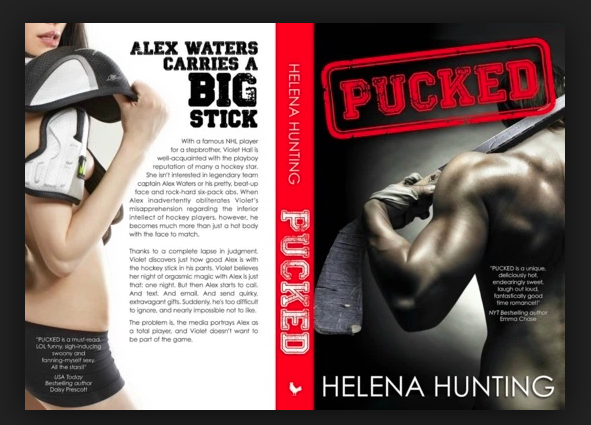 ALEX WATERS
CARRIES A
BIG
STICK
With a famous NHL player
for a stepbrother, Violet Hall is
well-acquainted with the playboy
reputation of many a hockey star.
She isn't interested in legendary team
captain Alex Waters or his pretty, beat-up
face and rock-hard six-pack abs. When
Alex inadvertently obliterates Violet's
misapprehension regarding the inferior
intellect of hockey players, however, he
becomes much more than just a hot body
with the face to match.
Thanks to a complete lapse in judgment,
Violet discovers just how good Alex is with
the hockey stick in his pants. Violet believes
her night of orgasmic magic with Alex is just
that: one night. But then Alex starts to call.
And text. And email. And send quirky,
extravagant gifts. Suddenly, he's too difficult
to ignore, and nearly impossible not to like.
The problem is, the media portrays Alex as
a total player, and Violet doesn't want to
be part of the game.
"PUCKED is a must-read.
LOL funny, sigh-inducing
swoony and
fanning-myself sexy.
All the stars!"
USA Today
Bestselling author
Daisy Prescott
HELENA HUNTING
PUCKED
PUCKED
"PUCKED is a unique,
deliciously hot,
endearingly sweet,
laugh out loud,
fantastically good
time romance!!"
NYT Bestselling author
Emma Chase
HELENA HUNTING